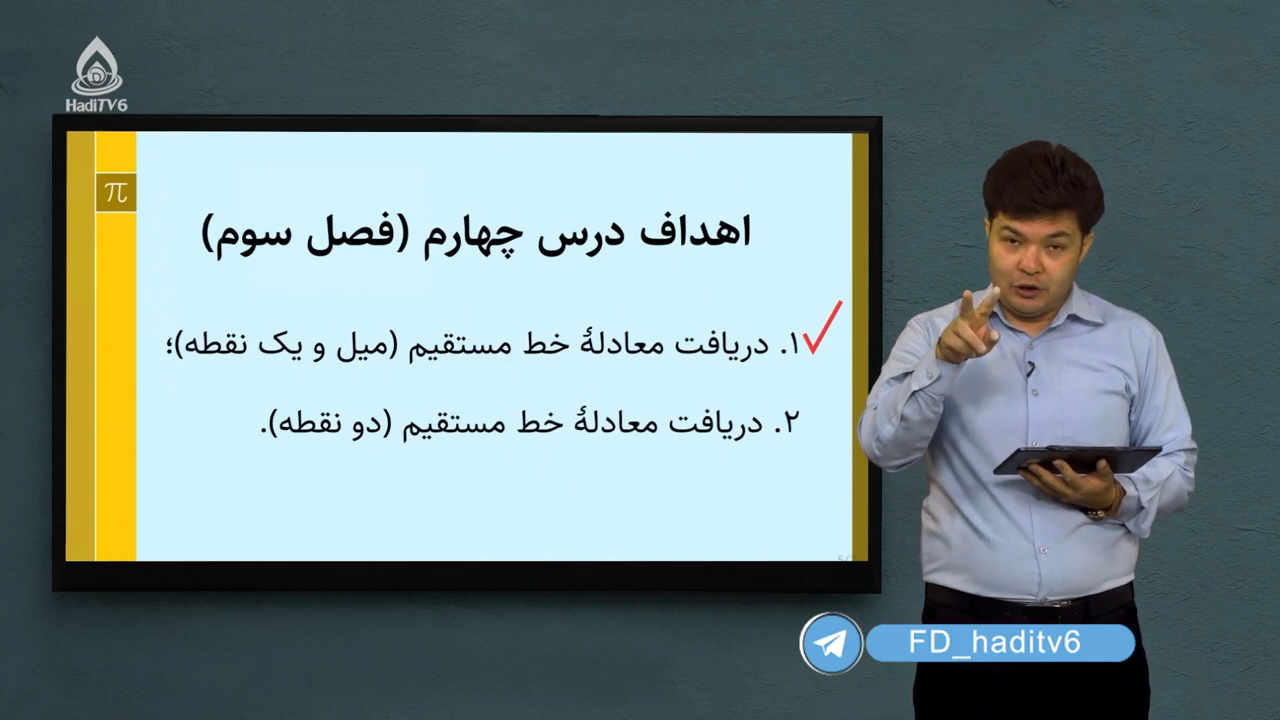 HadiTV6
π
اهداف درس چهارم (فصل سوم)
۱. دریافت معادلهٔ خط مستقیم (میل و یک نقطه)؛
۲. دریافت معادلهٔ خط مستقیم (دو نقطه).
FD_haditv6